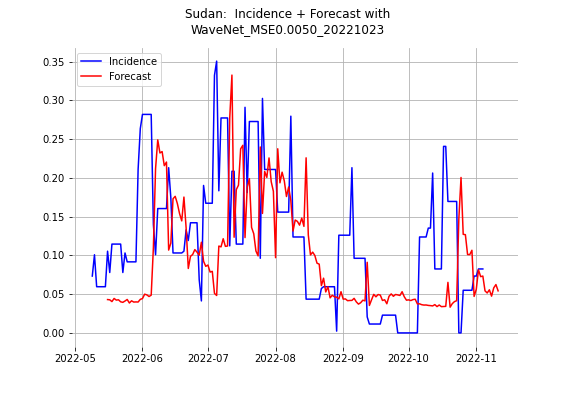 Sudan:  Incidence + Forecast with
WaveNet_MSE0.0050_20221023
Incidence
Forecast
0.35
0.30
0.25
0.20
0.15
0.10
0.05
0.00
2022-05 2022-06 2022-07 2022-08 2022-09 2022-10 2022-11